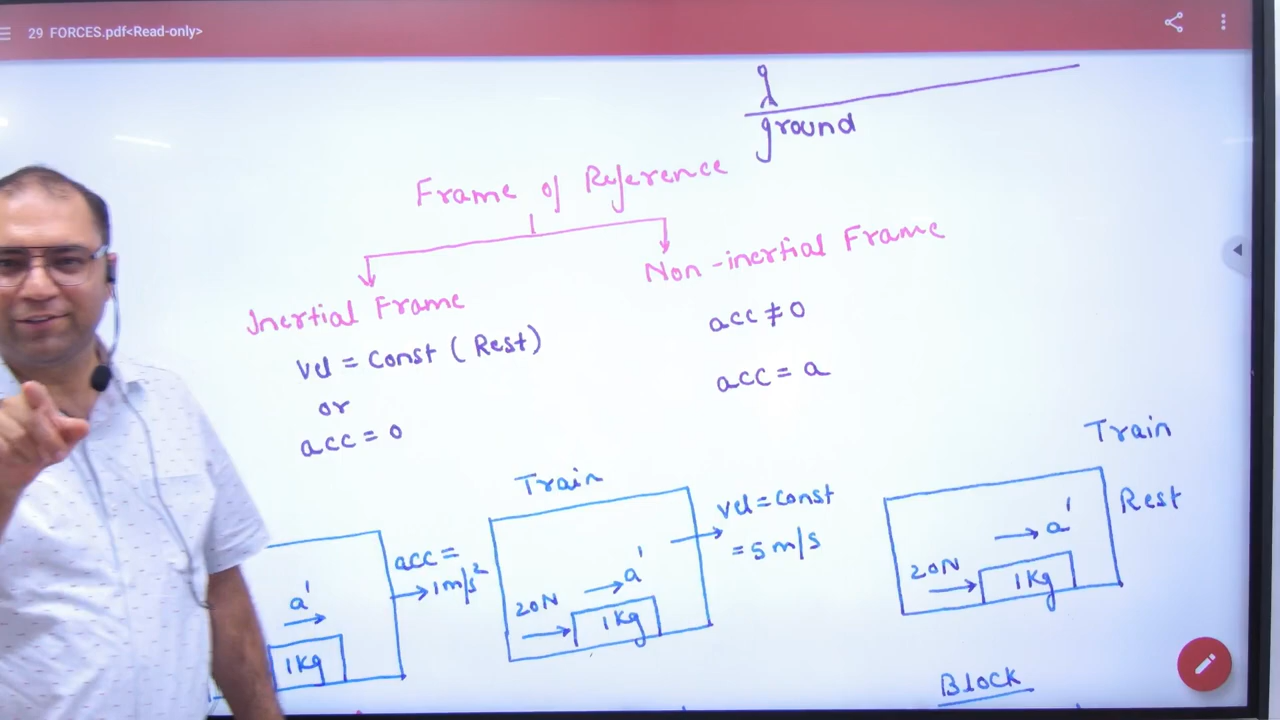 29 FORCES.pdf<Read-only>
ground
Frame of Reference
Inertial Frame
Vel = Const (Rest)
or
acc = 0
Non-inertial Frame
acc ≠ 0
acc = a
acc =
1m/s²
a'
1Kg
Train
vel = Const
= 5 m/s
a'
20N
1Kg
Train
Rest
a'
20N
1Kg
Block